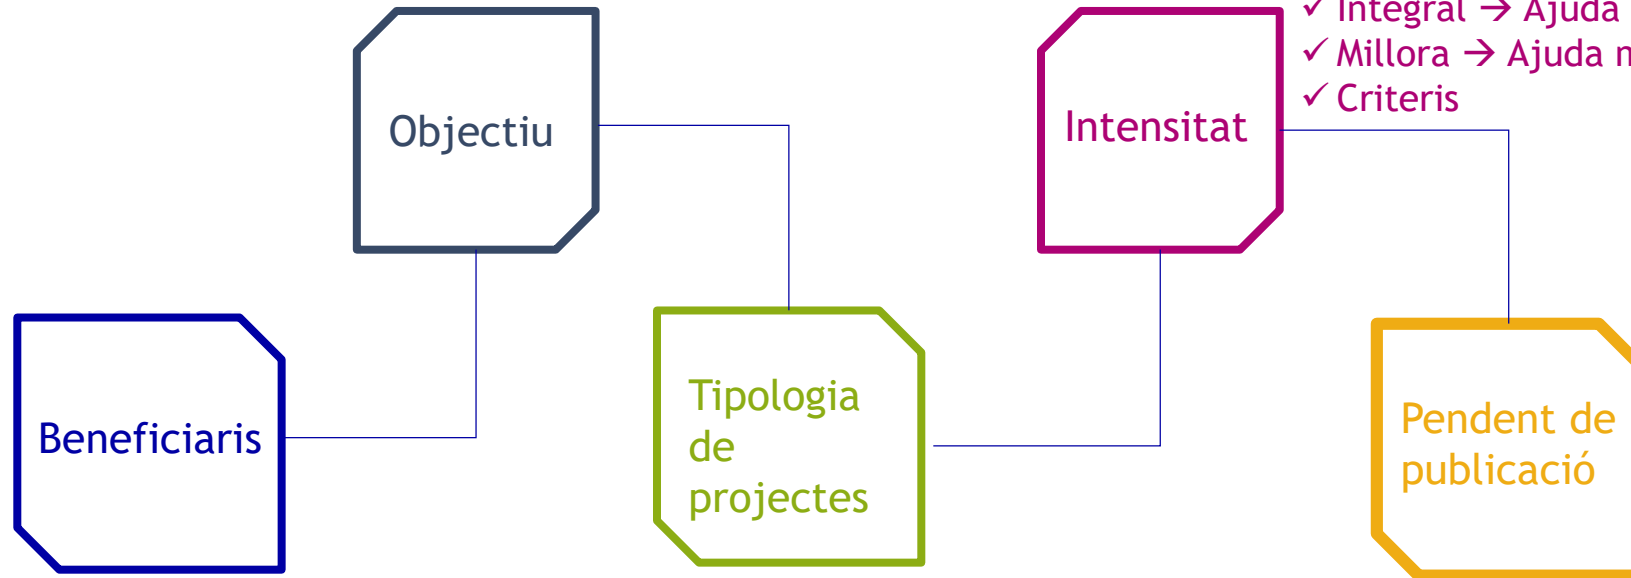 Integral → Ajuda
Millora → Ajuda
Criteris
Objectiu
Intensitat
Beneficiaris
Tipologia
de
projectes
Pendent de
publicació